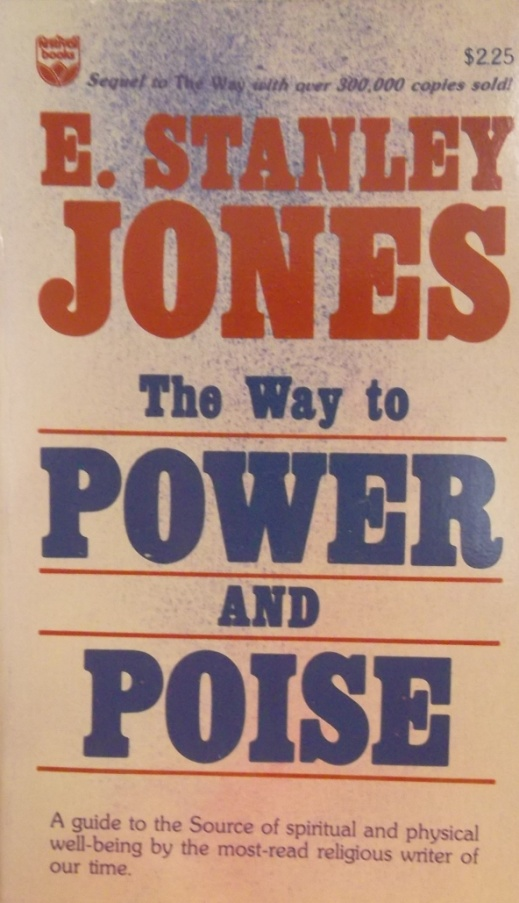 books
$2.25
Sequel to The Way with over 300,000 copies sold!
E. STANLEY
JONES
The Way to
POWER
AND
POISE
A guide to the Source of spiritual and physical
well-being by the most-read religious writer of
our time.